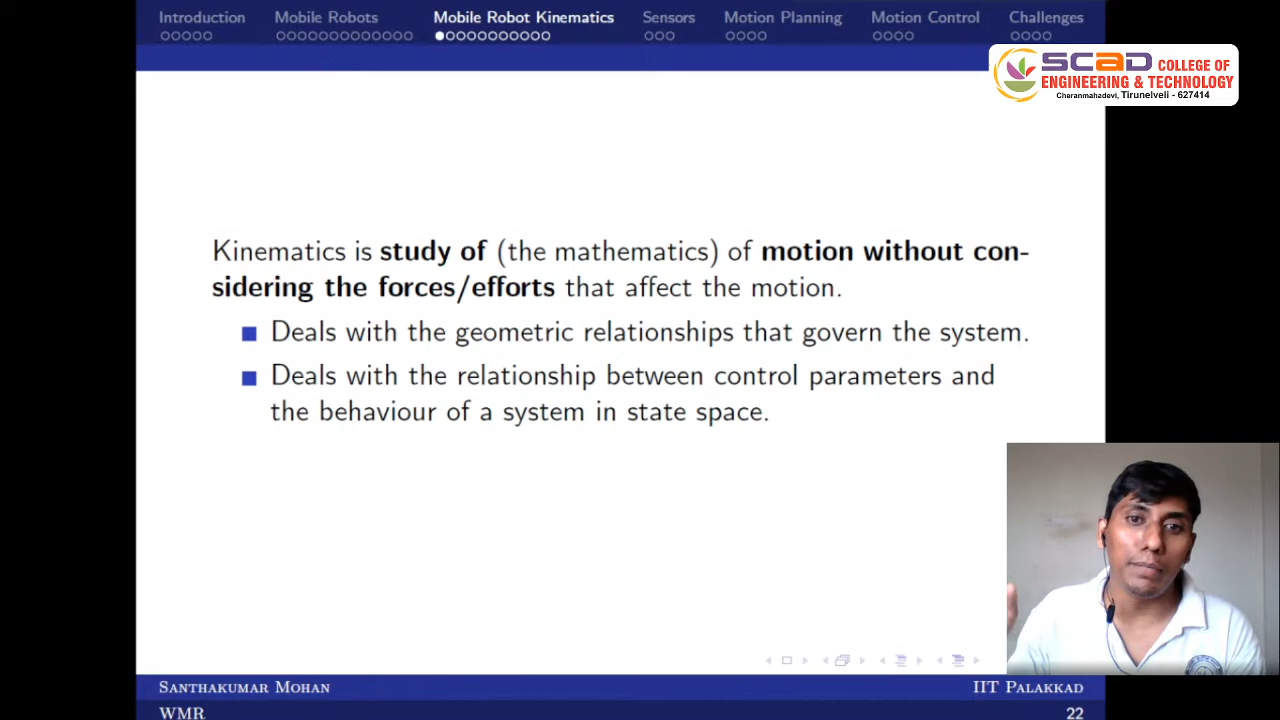 Introduction Mobile Robots Mobile Robot Kinematics Sensors Motion Planning Motion Control Challenges
SCAD COLLEGE OF
ENGINEERING & TECHNOLOGY
Cheranmahadevi, Tirunelveli - 627414
Kinematics is study of (the mathematics) of motion without con-
sidering the forces/efforts that affect the motion.
Deals with the geometric relationships that govern the system.
Deals with the relationship between control parameters and
the behaviour of a system in state space.
SANTHAKUMAR MOHAN IIT PALAKKAD
WMR 22